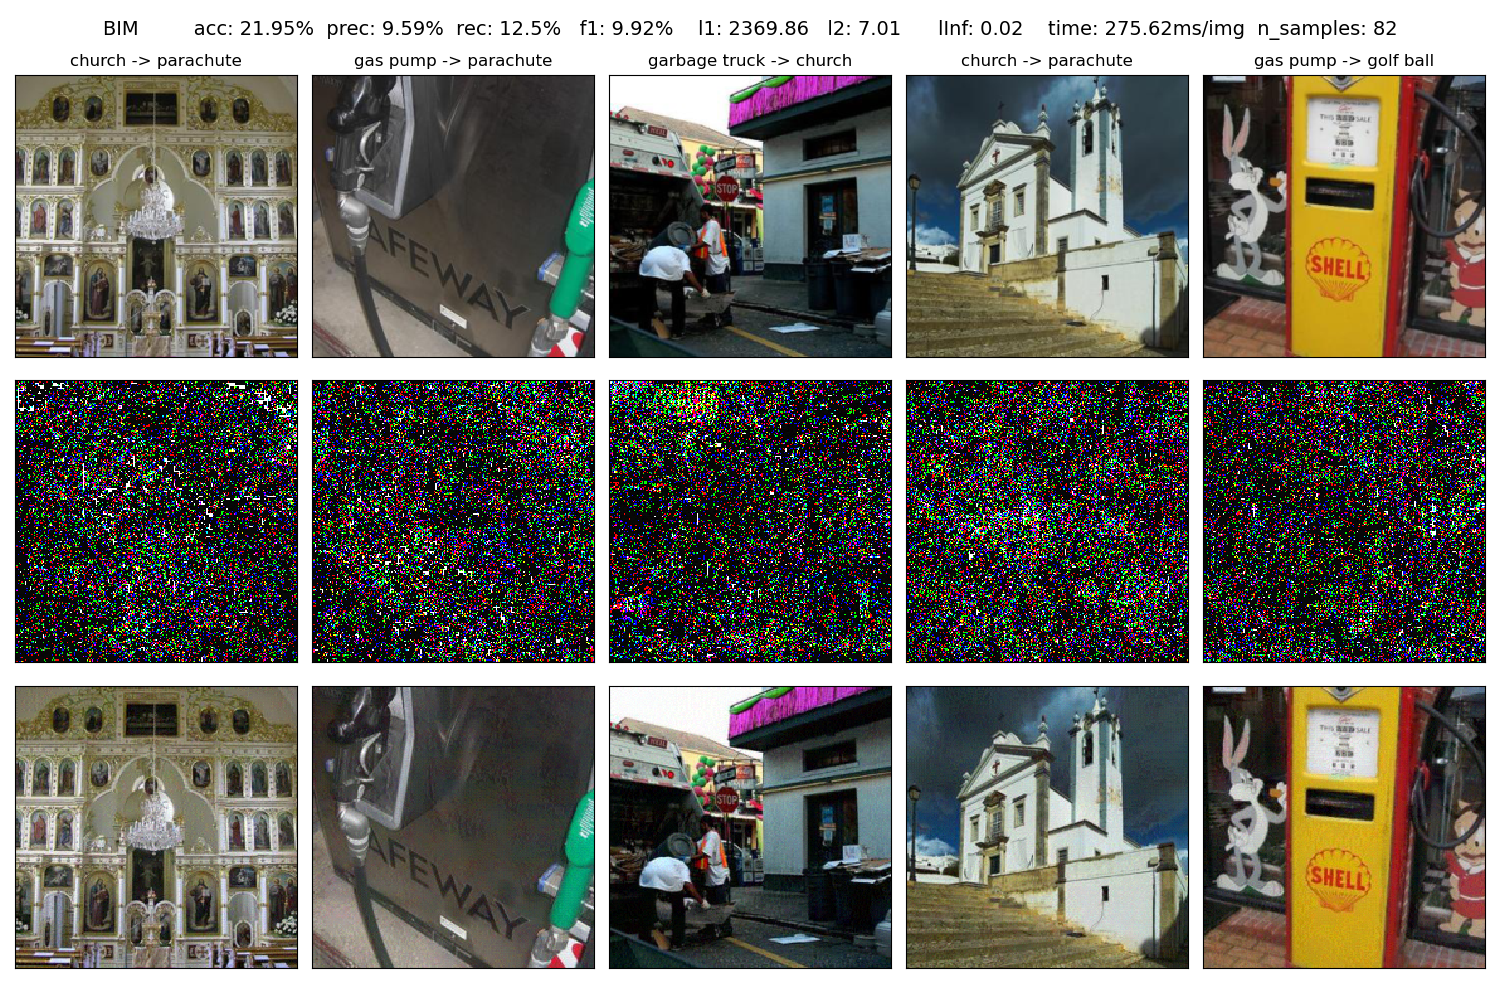 BIM acc: 21.95% prec: 9.59% rec: 12.5% f1: 9.92% l1: 2369.86 l2: 7.01 lInf: 0.02 time: 275.62ms/img n_samples: 82
church -> parachute
gas pump -> parachute
garbage truck -> church
church -> parachute
gas pump -> golf ball
AFEWAY
STOP
SALE
SHELL
AFEWAY
STOP
SALE
SHELL